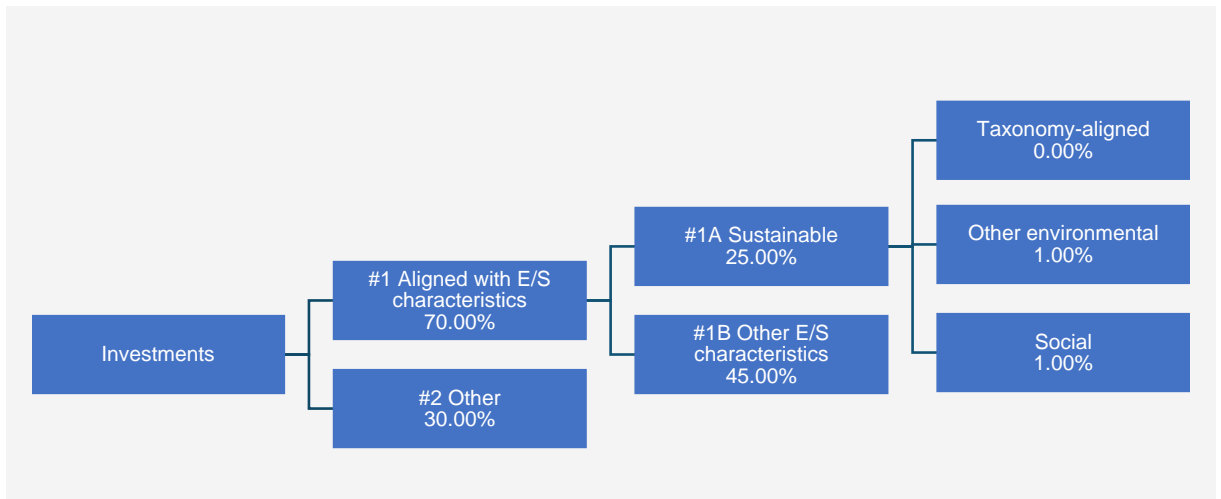 Investments
#1 Aligned with E/S
characteristics
70.00%
#2 Other
30.00%
#1A Sustainable
25.00%
#1B Other E/S
characteristics
45.00%
Taxonomy-aligned
0.00%
Other environmental
1.00%
Social
1.00%